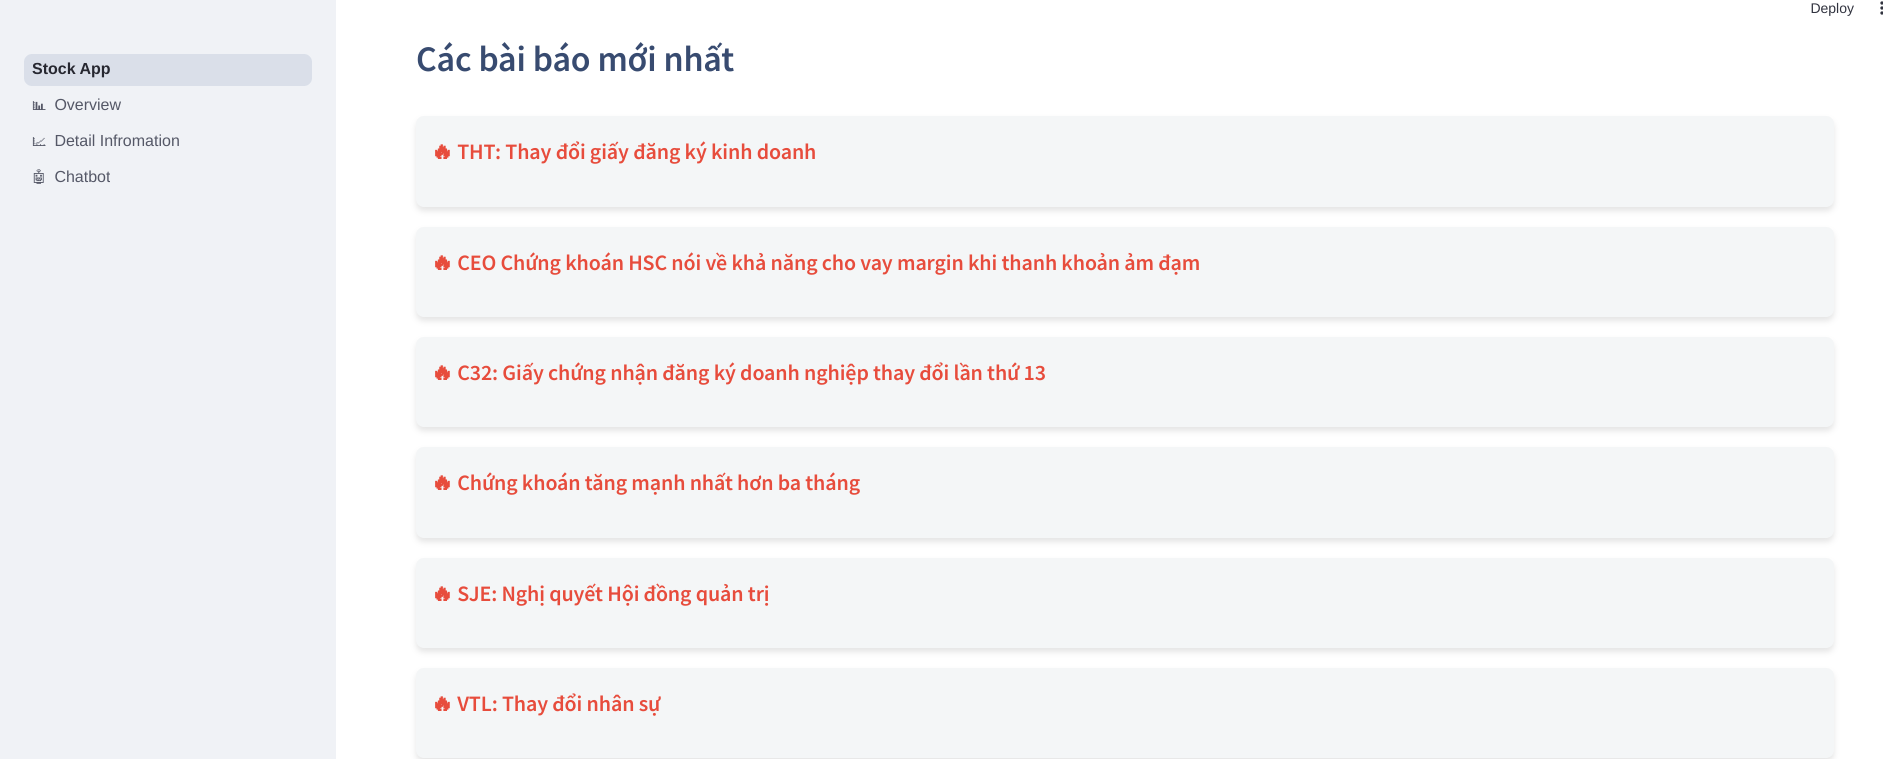 Deploy
Stock App
Overview
Detail Infromation
Chatbot
Các bài báo mới nhất
THT: Thay đổi giấy đăng ký kinh doanh
CEO Chứng khoán HSC nói về khả năng cho vay margin khi thanh khoản ảm đạm
C32: Giấy chứng nhận đăng ký doanh nghiệp thay đổi lần thứ 13
Chứng khoán tăng mạnh nhất hơn ba tháng
SJE: Nghị quyết Hội đồng quản trị
VTL: Thay đổi nhân sự